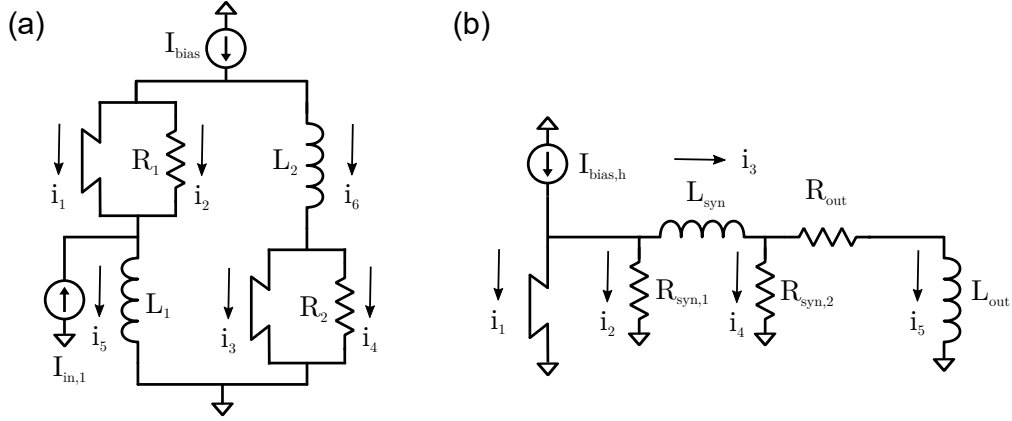 (a)
I_bias
R_1
i_1
i_2
L_2
i_6
L_1
i_5
I_in,1
R_2
i_3
i_4
(b)
I_bias,h
i_3
L_syn
R_out
i_1
i_2
R_syn,1
i_4
R_syn,2
i_5
L_out